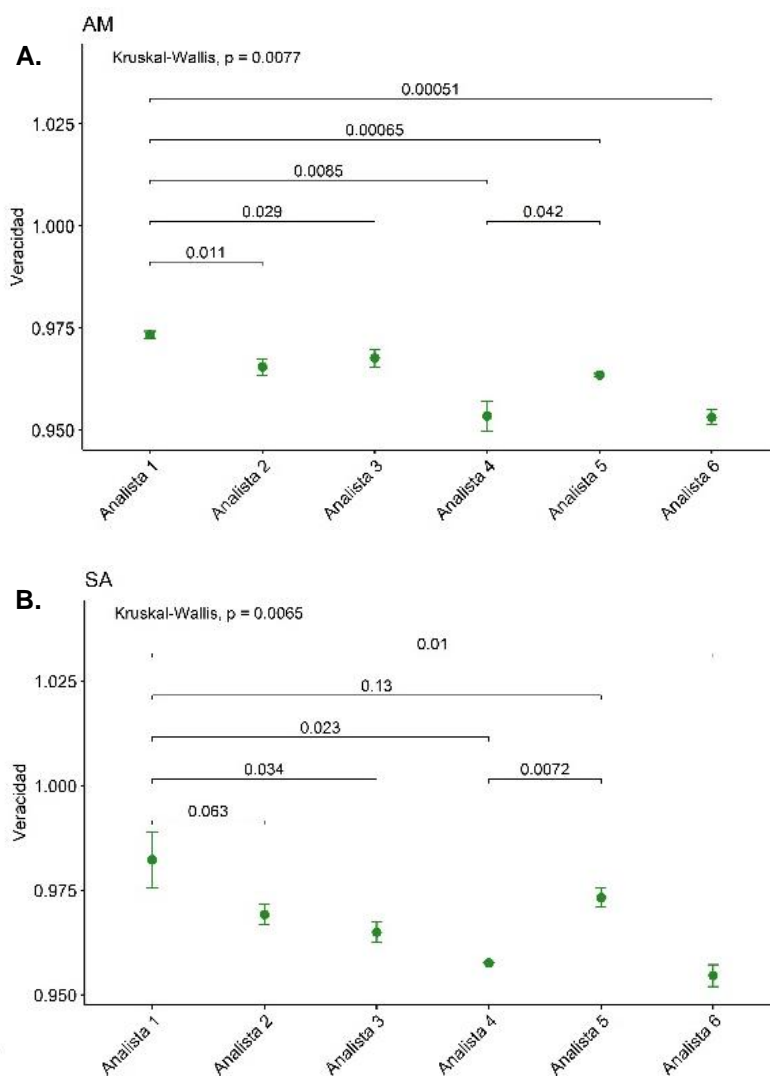 AM
A.
Kruskal-Wallis, p = 0.0077
0.00051
1.025
0.00065
0.0085
0.029
0.042
1.000
0.011
Veracidad
0.975
0.950
Analista 1
Analista 2
Analista 3
Analista 4
Analista 5
Analista 6
SA
B.
Kruskal-Wallis, p = 0.0065
0.01
1.025
0.13
0.023
0.034
0.0072
1.000
0.063
Veracidad
0.975
0.950
Analista 1
Analista 2
Analista 3
Analista 4
Analista 5
Analista 6